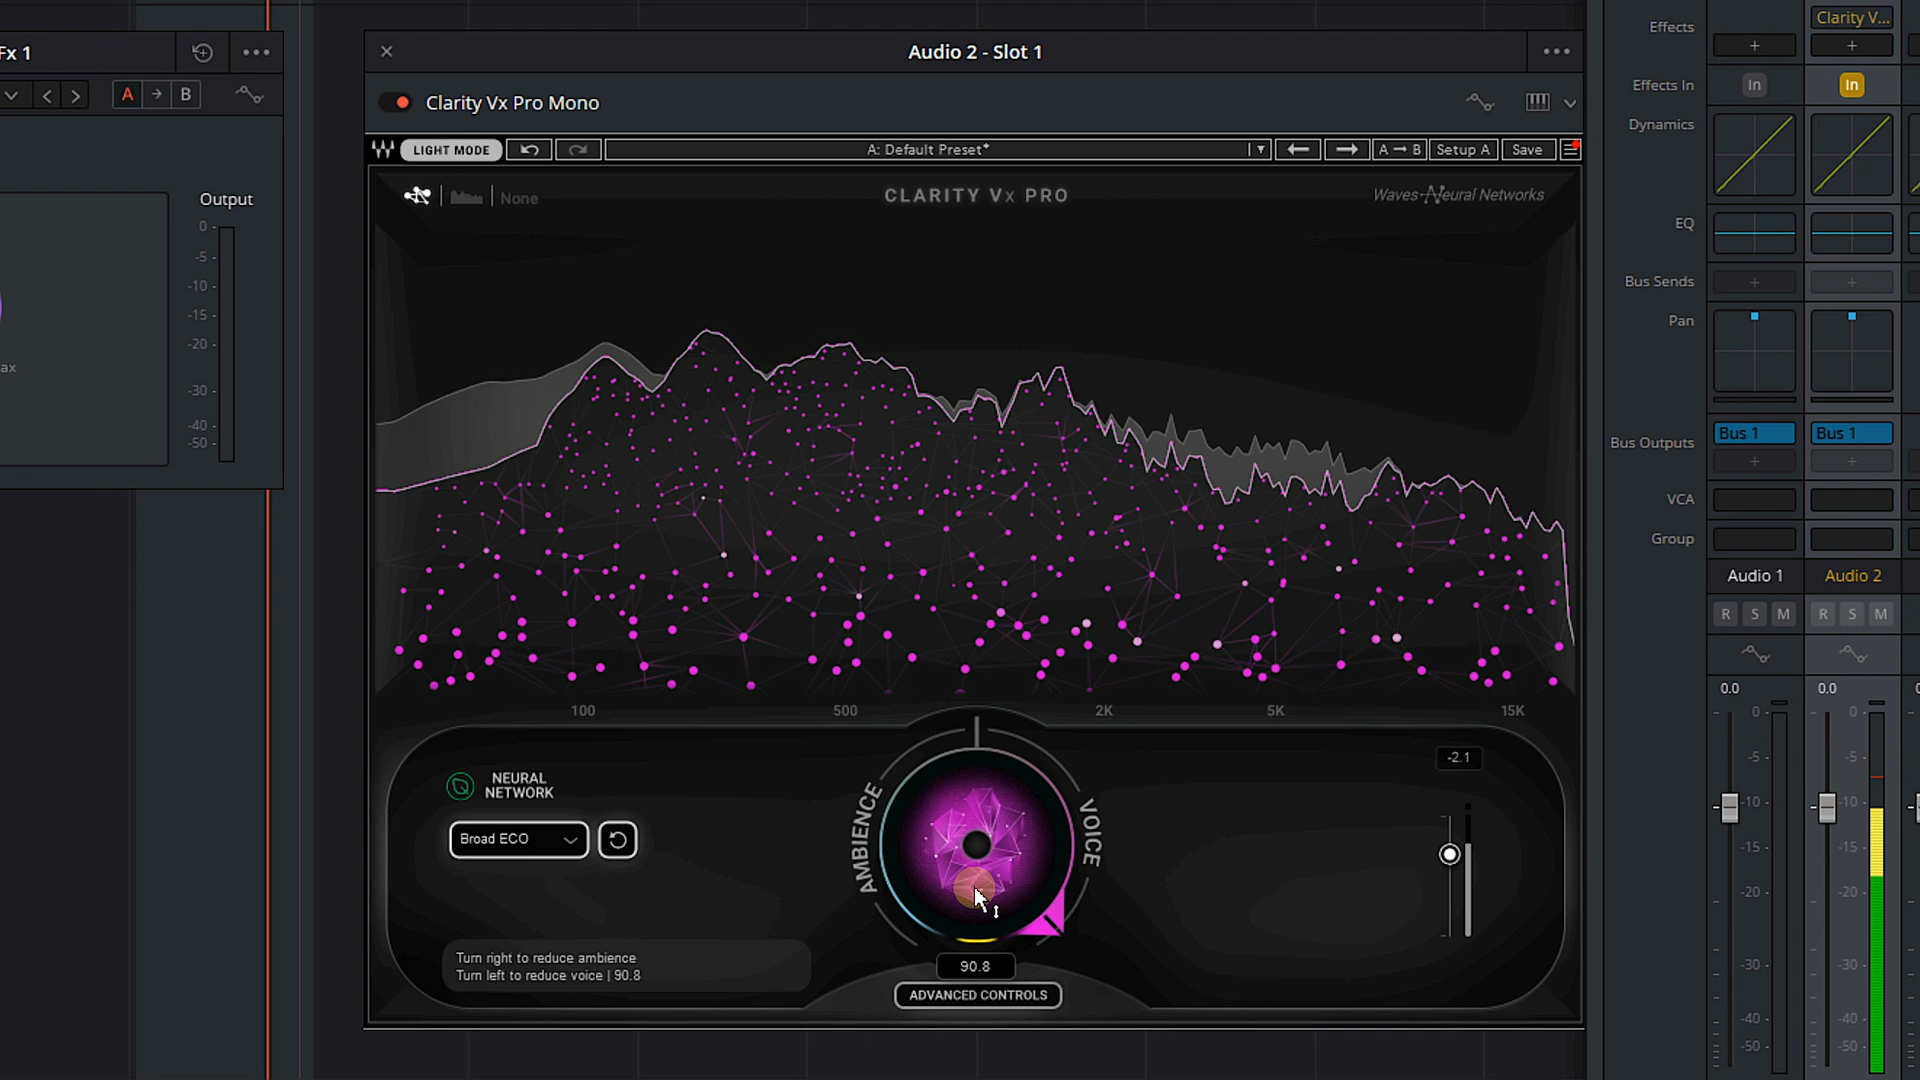 Fx 1
A
B
Output
0
-5
-10
-15
-20
-30
-40
-50
ax
Audio 2 - Slot 1
Clarity Vx Pro Mono
LIGHT MODE
A: Default Preset*
A → B
Setup A
Save
None
CLARITY Vx PRO
Waves Neural Networks
100
500
2K
5K
15K
NEURAL
NETWORK
Broad ECO
AMBIENCE
VOICE
-2.1
Turn right to reduce ambience
Turn left to reduce voice | 90.8
90.8
ADVANCED CONTROLS
Effects
Clarity V...
Effects In
In
In
Dynamics
EQ
Bus Sends
Pan
Bus Outputs
Bus 1
Bus 1
VCA
Group
Audio 1
Audio 2
R S M
R S M
0.0
0.0
0
-5
-10
-15
-20
-30
-40
-50
0
-5
-10
-15
-20
-30
-40
-50